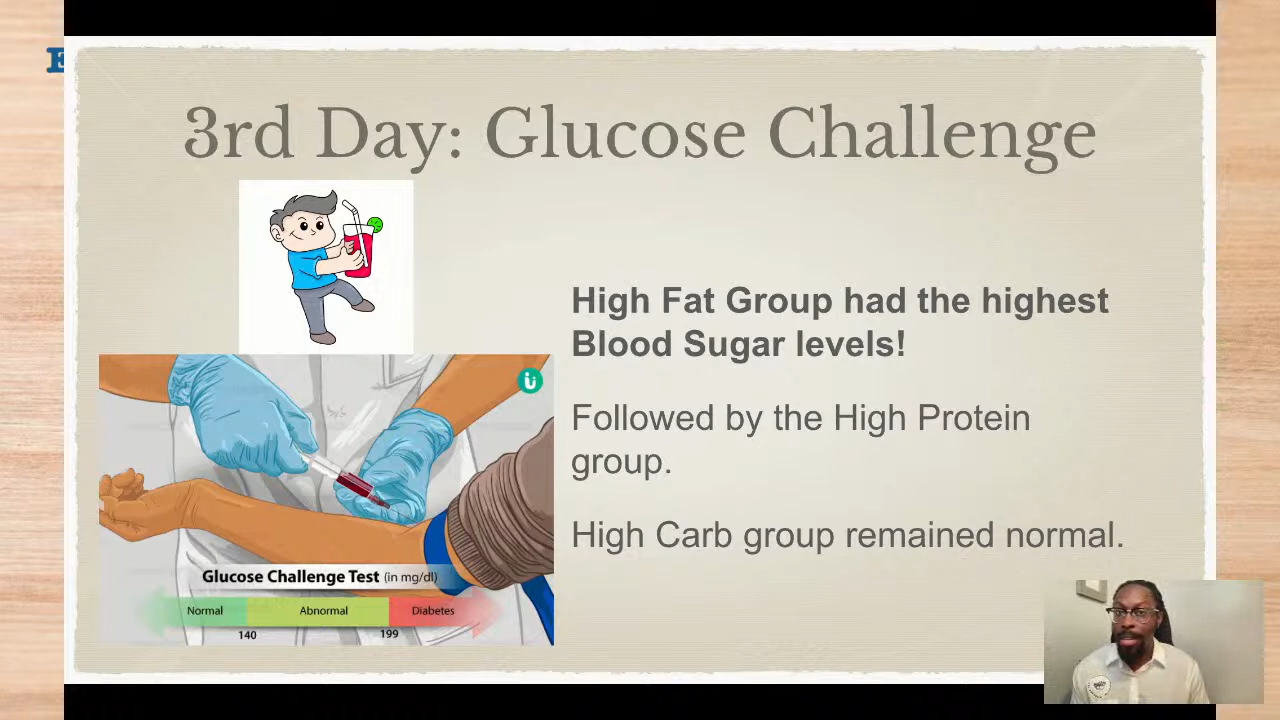 E
3rd Day: Glucose Challenge
High Fat Group had the highest
Blood Sugar levels!
Followed by the High Protein
group.
High Carb group remained normal.
Glucose Challenge Test (in mg/dl)
Normal Abnormal Diabetes
140 199